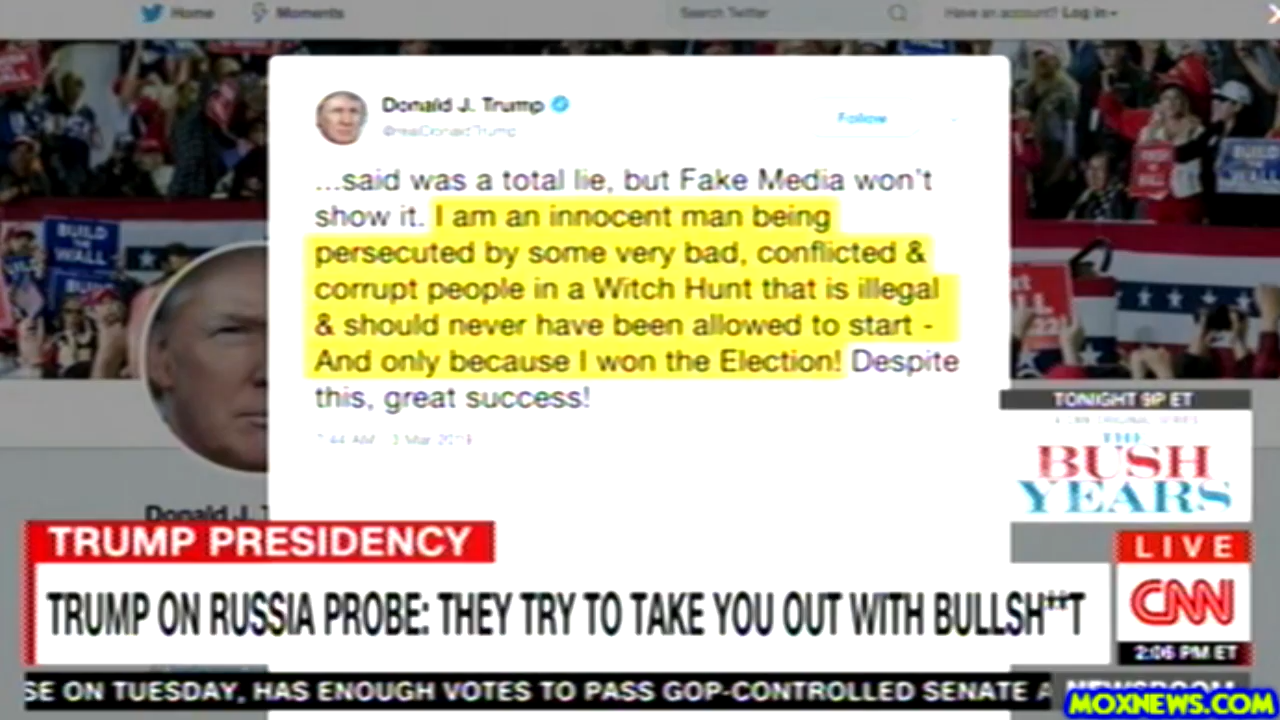 Home
Moments
Search Twitter
Have an account? Log in
Donald J. Trump
@realDonaldTrump
Follow
...said was a total lie, but Fake Media won't
show it. I am an innocent man being
persecuted by some very bad, conflicted &
corrupt people in a Witch Hunt that is illegal
& should never have been allowed to start -
And only because I won the Election! Despite
this, great success!
BUILD
THE
WALL
TONIGHT 9P ET
THE
BUSH
YEARS
Donald J. T
TRUMP PRESIDENCY
LIVE
TRUMP ON RUSSIA PROBE: THEY TRY TO TAKE YOU OUT WITH BULLSH**T
CNN
2:06 PM ET
SE ON TUESDAY, HAS ENOUGH VOTES TO PASS GOP-CONTROLLED SENATE A
NEWSROOM
MOXNEWS.COM